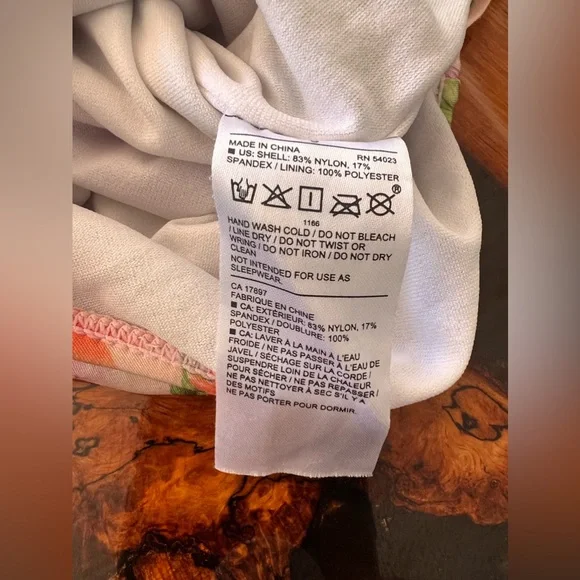 MADE IN CHINA RN 54023
■ US: SHELL: 83% NYLON, 17%
SPANDEX / LINING: 100% POLYESTER
®
1166
HAND WASH COLD / DO NOT BLEACH
/ LINE DRY / DO NOT TWIST OR
WRING / DO NOT IRON / DO NOT DRY
CLEAN
NOT INTENDED FOR USE AS
SLEEPWEAR.
CA 17897
FABRIQUE EN CHINE
■ CA: EXTÉRIEUR: 83% NYLON, 17%
SPANDEX / DOUBLURE: 100%
POLYESTER
■ CA: LAVER À LA MAIN À L'EAU
FROIDE / NE PAS PASSER À L'EAU DE
JAVEL / SÉCHAGE SUR LA CORDE /
SUSPENDRE LOIN DE LA CHALEUR
POUR SÉCHER / NE PAS REPASSER /
NE PAS NETTOYER À SEC S'IL Y A
DES MOTIFS
NE PAS PORTER POUR DORMIR.